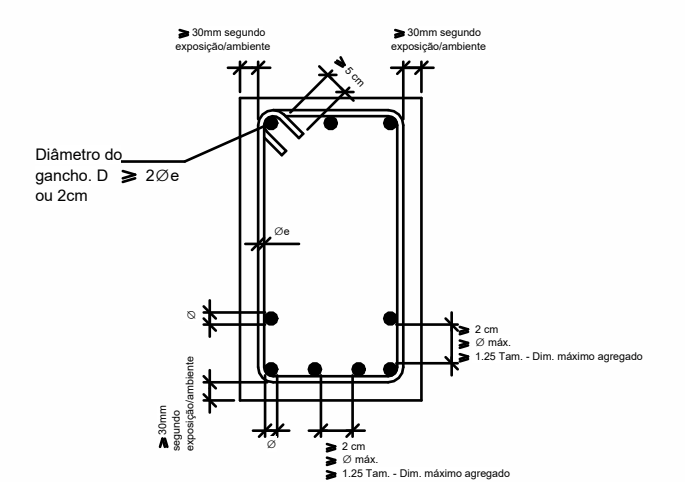 ⩾ 30mm segundo
exposição/ambiente
⩾ 30mm segundo
exposição/ambiente
⩾ 5 cm
Diâmetro do
gancho. D ⩾ 2∅e
ou 2cm
∅e
∅
⩾ 2 cm
⩾ ∅ máx.
⩾ 1.25 Tam. - Dim. máximo agregado
⩾ 30mm
segundo
exposição/ambiente
∅
⩾ 2 cm
⩾ ∅ máx.
⩾ 1.25 Tam. - Dim. máximo agregado